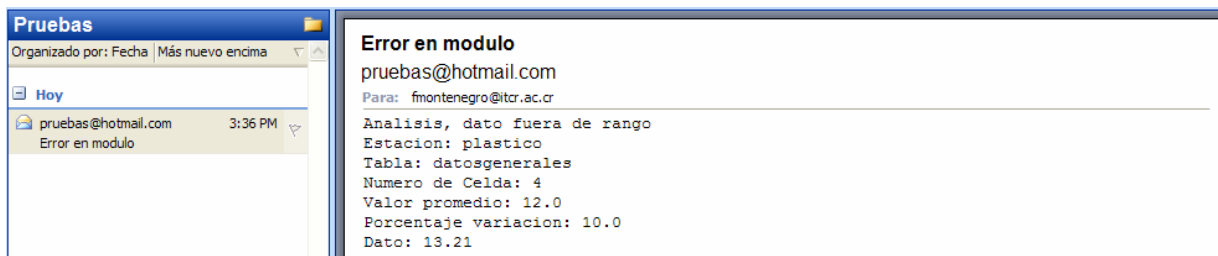 Pruebas
Organizado por: Fecha Más nuevo encima
Hoy
pruebas@hotmail.com 3:36 PM
Error en modulo
Error en modulo
pruebas@hotmail.com
Para: fmontenegro@itcr.ac.cr
Analisis, dato fuera de rango
Estacion: plastico
Tabla: datosgenerales
Numero de Celda: 4
Valor promedio: 12.0
Porcentaje variacion: 10.0
Dato: 13.21